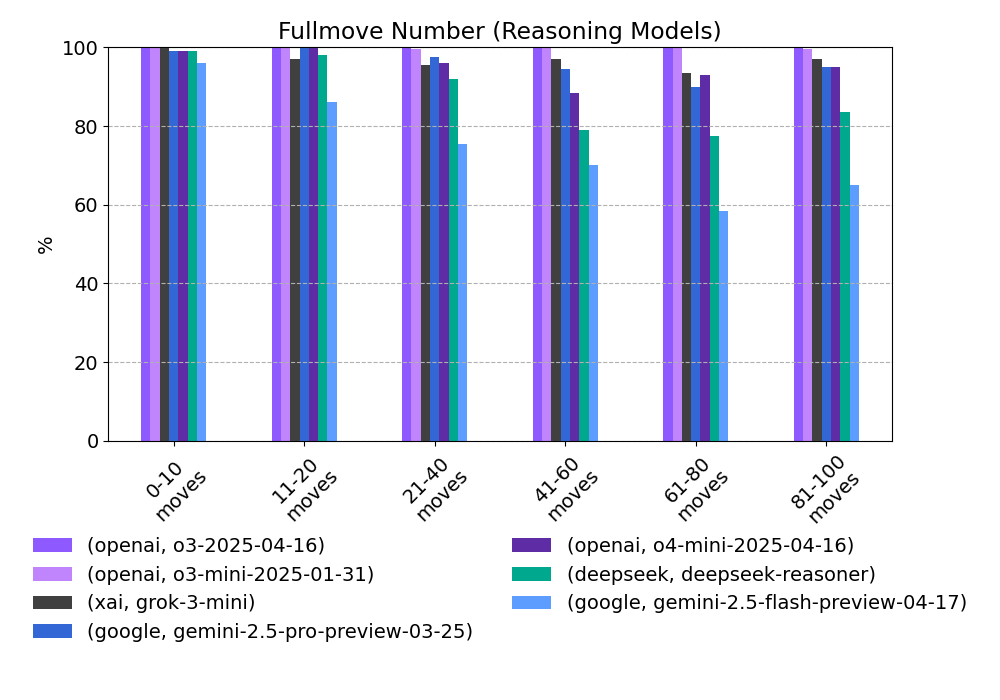 Fullmove Number (Reasoning Models)
100
80
60
40
20
0
%
0-10
moves
11-20
moves
21-40
moves
41-60
moves
61-80
moves
81-100
moves
(openai, o3-2025-04-16)
(openai, o3-mini-2025-01-31)
(xai, grok-3-mini)
(google, gemini-2.5-pro-preview-03-25)
(openai, o4-mini-2025-04-16)
(deepseek, deepseek-reasoner)
(google, gemini-2.5-flash-preview-04-17)